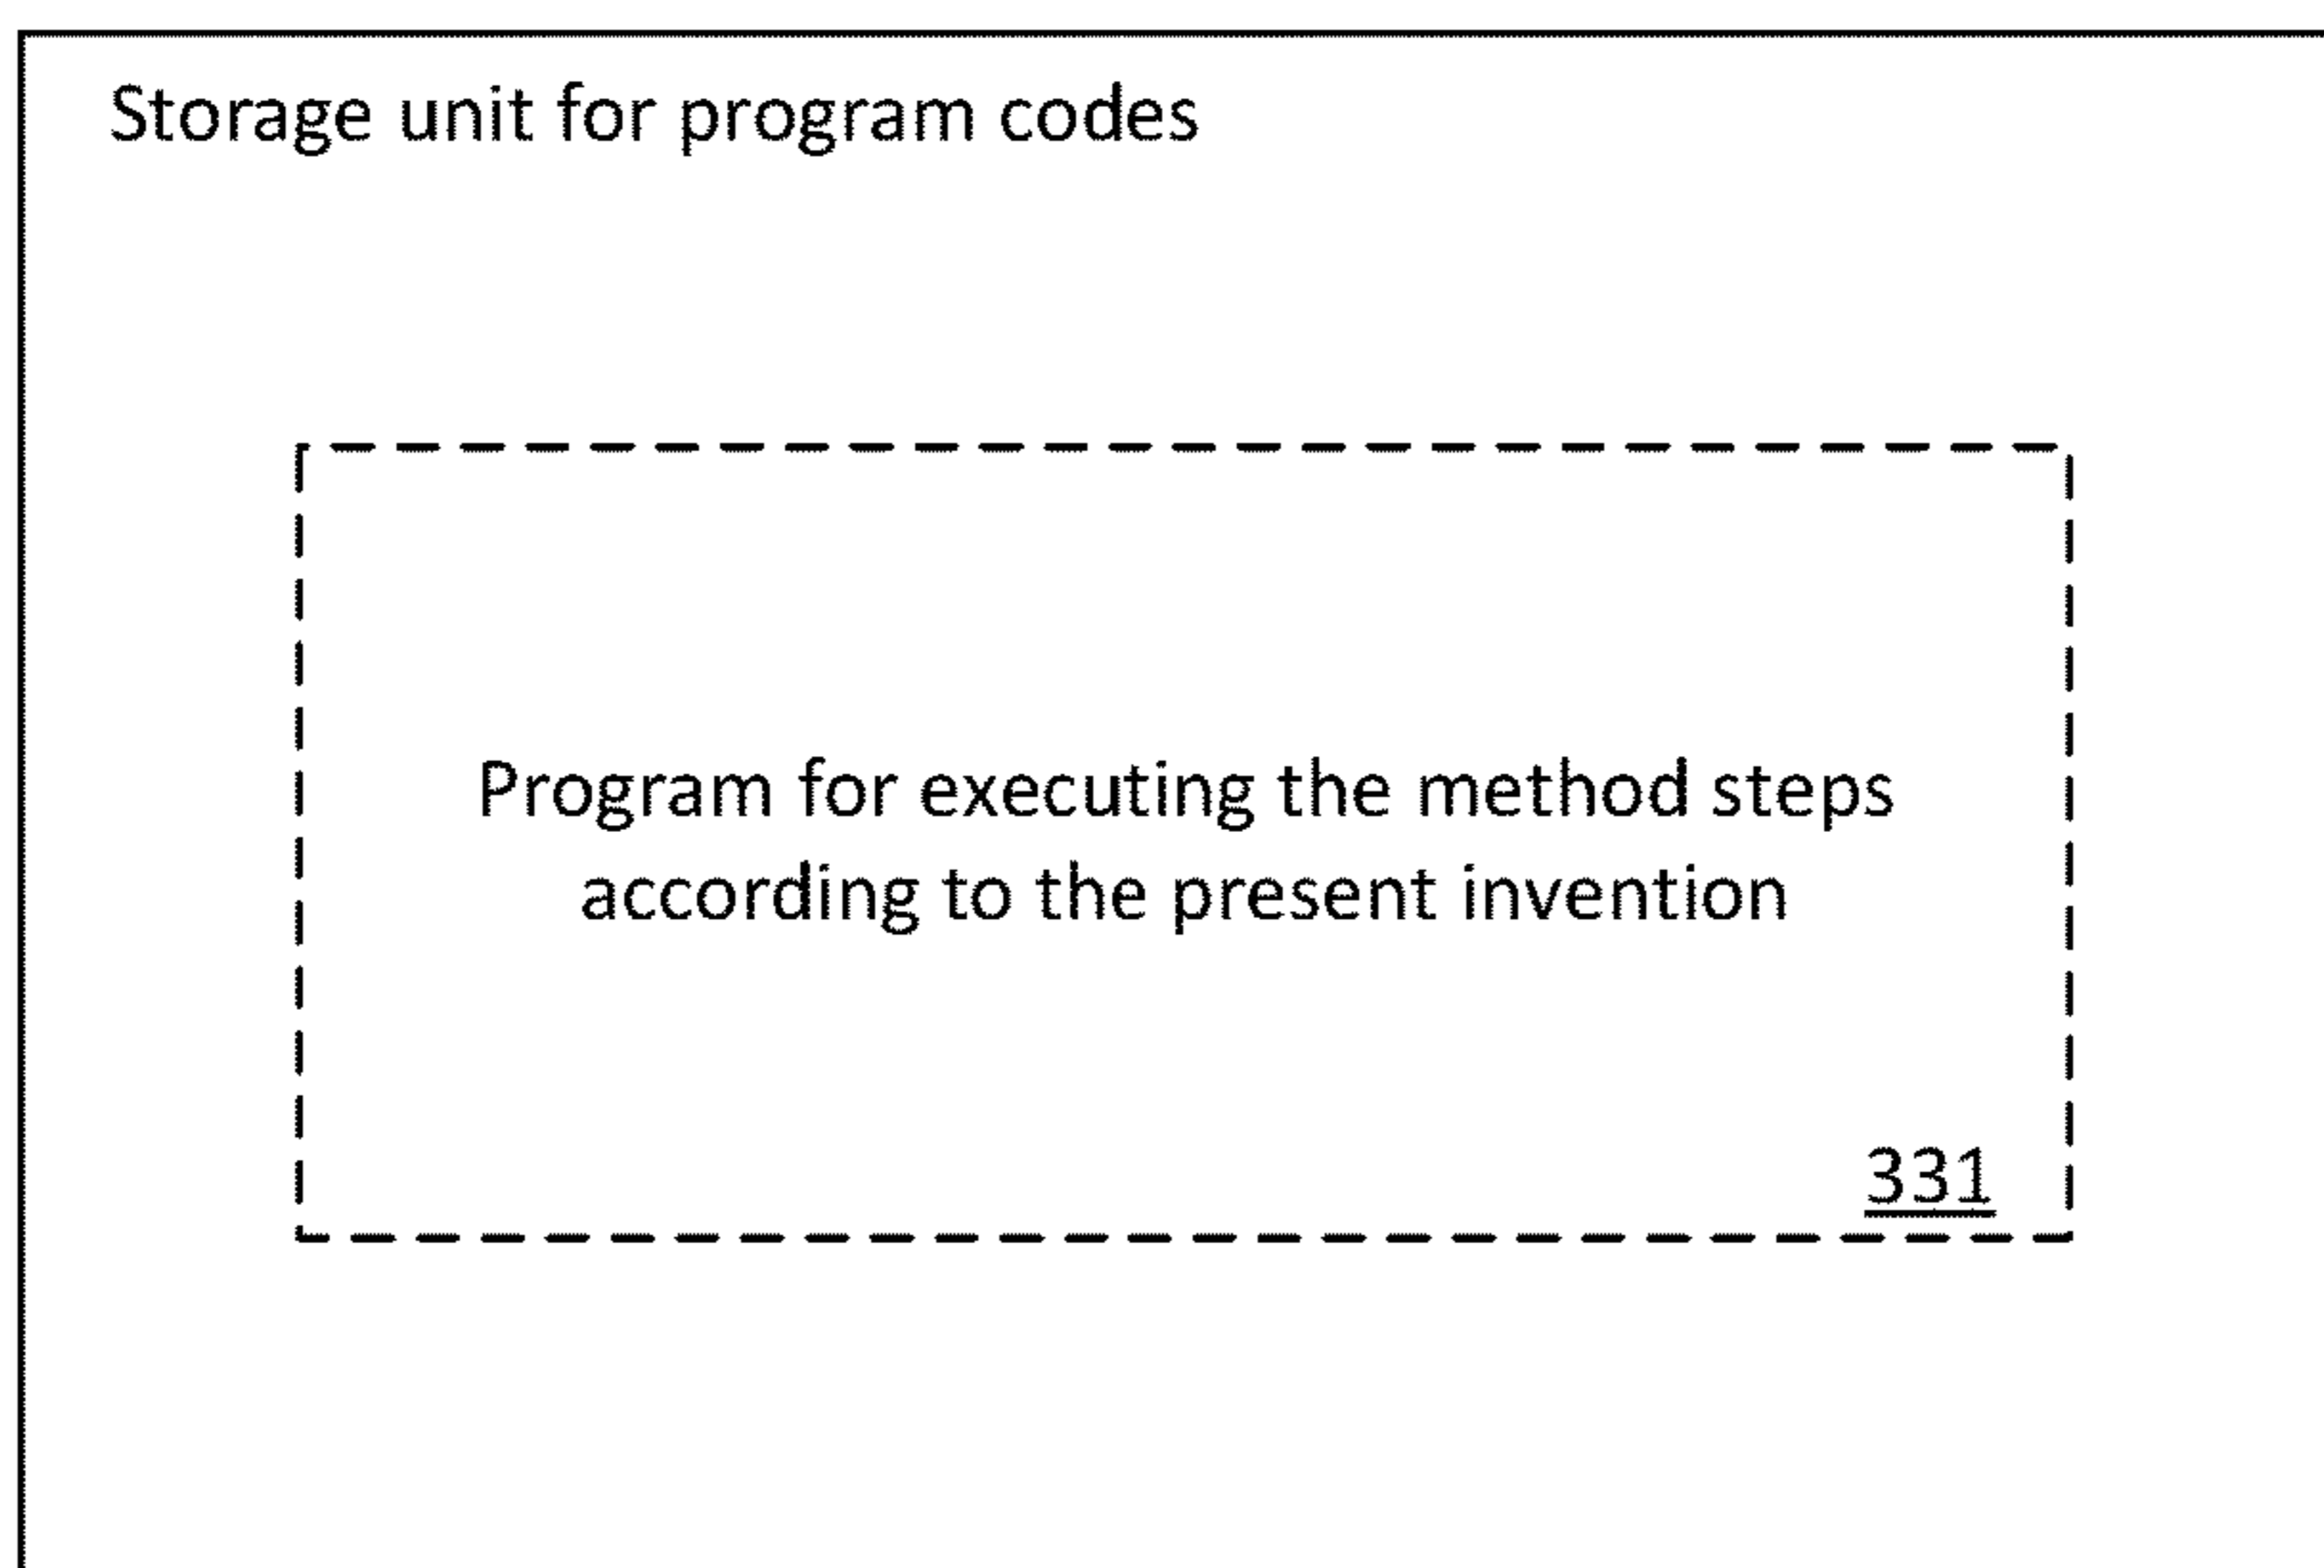 Storage unit for program codes
Program for executing the method steps
according to the present invention
331